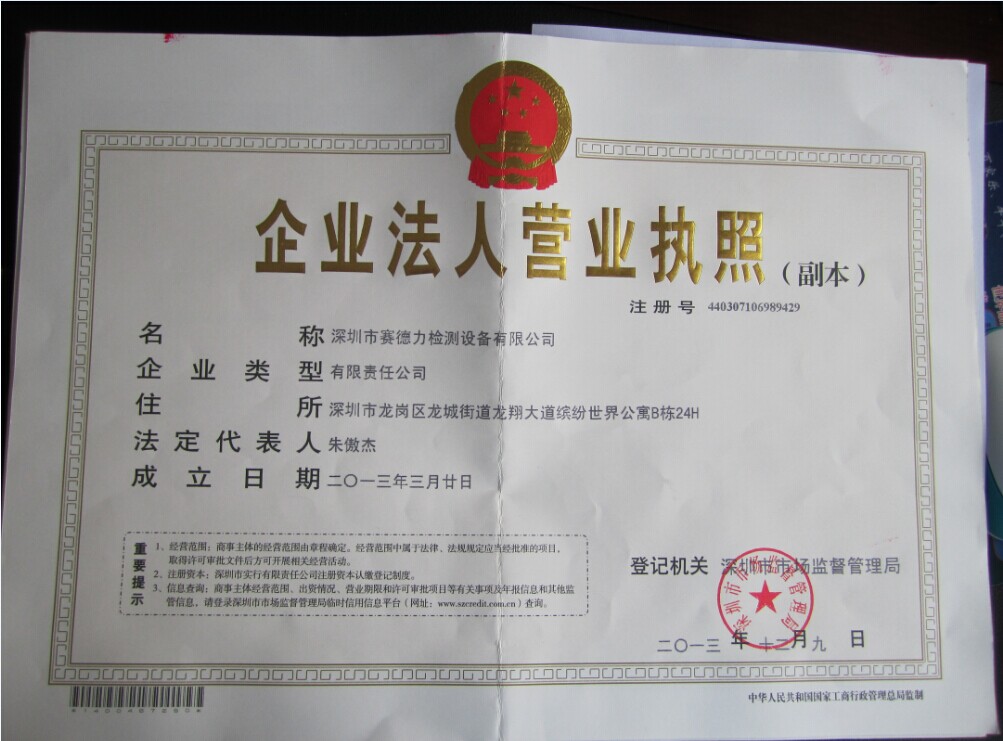 企业法人营业执照(副本)
注册号 440307106989429
名称 深圳市赛德力检测设备有限公司
企业类型 有限责任公司
住所 深圳市龙岗区龙城街道龙翔大道缤纷世界公寓B栋24H
法定代表人 朱傲杰
成立日期 二〇一三年三月廿日
重要提示
1、经营范围:商事主体的经营范围由章程确定。经营范围中属于法律、法规规定应当经批准的项目,
取得许可审批文件后方可开展相关经营活动。
2、注册资本:深圳市实行有限责任公司注册资本认缴登记制度。
3、信息查询:商事主体经营范围、出资情况、营业期限和许可审批项目等有关事项及年报信息和其他监
管信息,请登录深圳市市场监督管理局临时信用信息平台(网址:www.szcredit.com.cn)查询。
登记机关 深圳市市场监督管理局
深圳市市场监督管理局
二〇一三年十二月九日
中华人民共和国国家工商行政管理总局监制